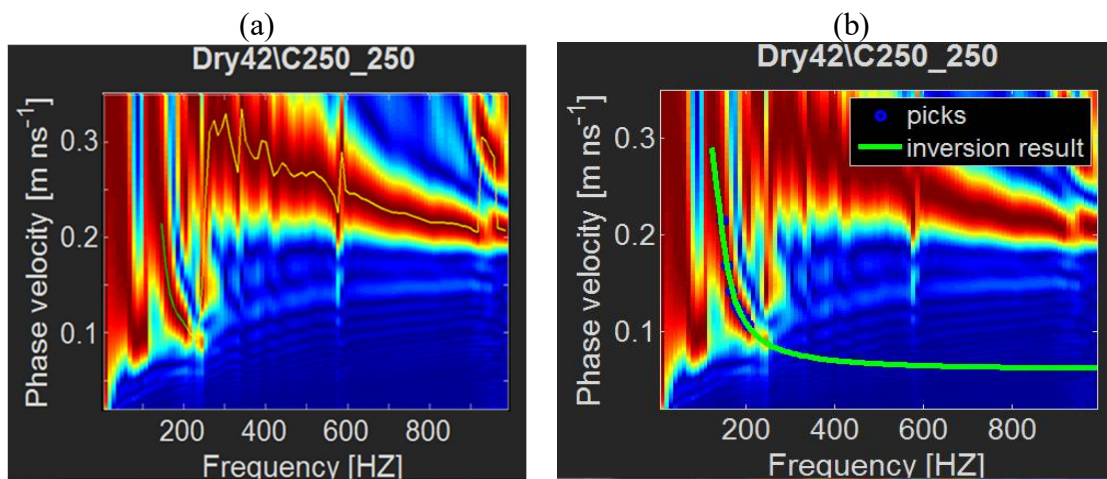 (a)
Dry42\C250_250
Phase velocity [m ns⁻¹]
0.3
0.2
0.1
200 400 600 800
Frequency [HZ]
(b)
Dry42\C250_250
Phase velocity [m ns⁻¹]
0.3
0.2
0.1
picks
inversion result
200 400 600 800
Frequency [HZ]